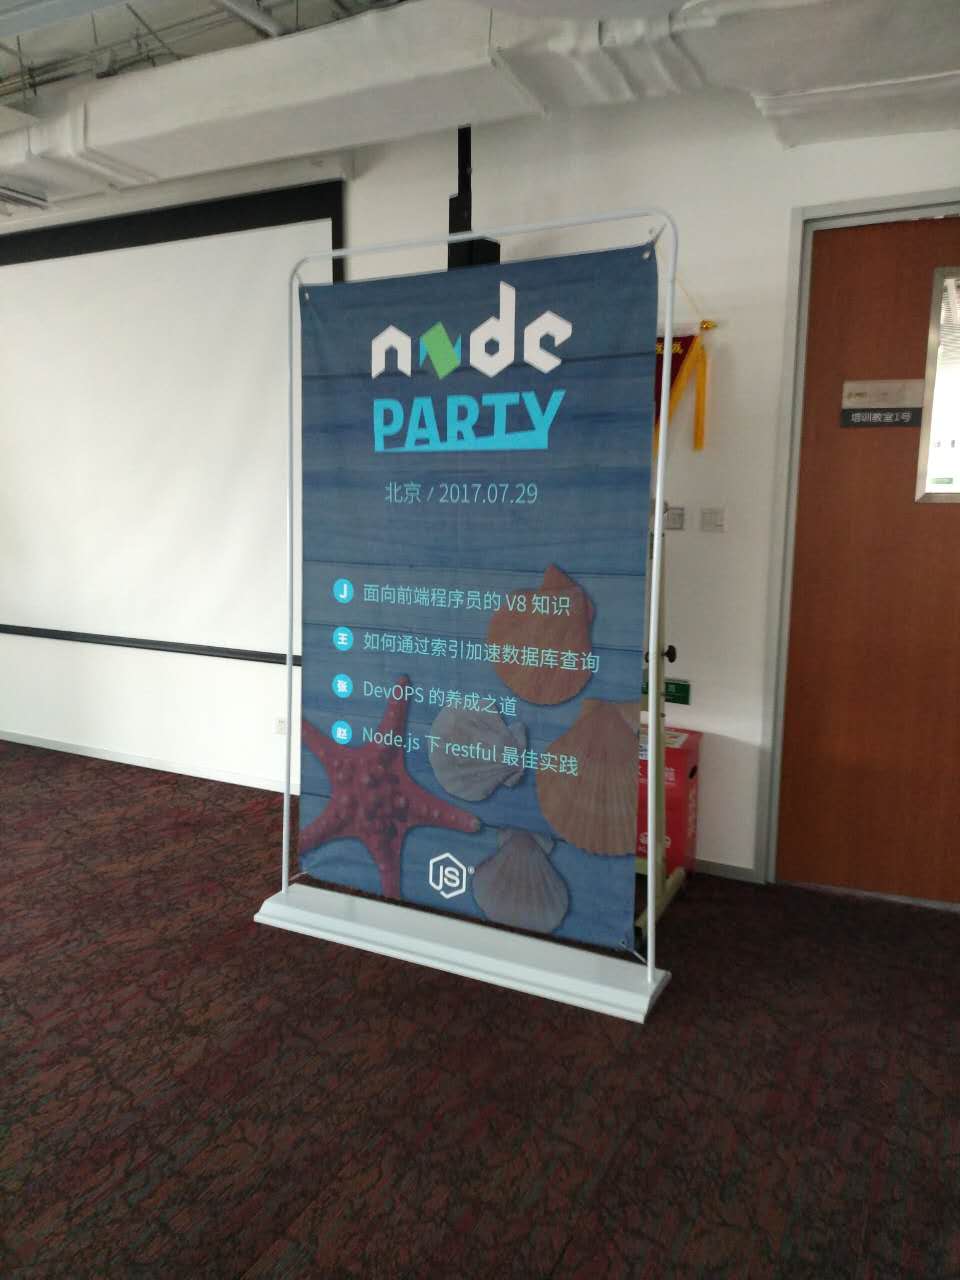 node
PARTY
北京 / 2017.07.29
J 面向前端程序员的 V8 知识
王 如何通过索引加速数据库查询
张 DevOPS 的养成之道
赵 Node.js 下 restful 最佳实践
JS®
培训教室1号